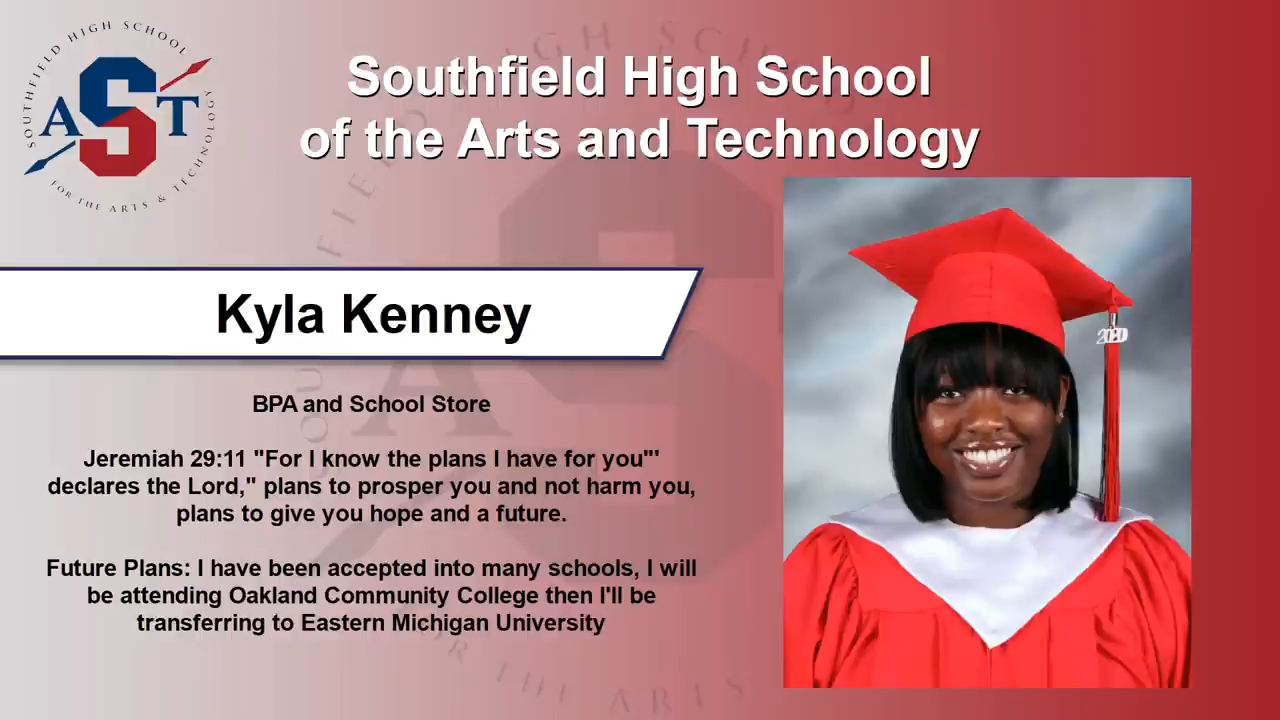 SOUTHFIELD HIGH SCHOOL
AST
FOR THE ARTS & TECHNOLOGY
Southfield High School
of the Arts and Technology
Kyla Kenney
BPA and School Store
Jeremiah 29:11 "For I know the plans I have for you"'
declares the Lord," plans to prosper you and not harm you,
plans to give you hope and a future.
Future Plans: I have been accepted into many schools, I will
be attending Oakland Community College then I'll be
transferring to Eastern Michigan University
2020